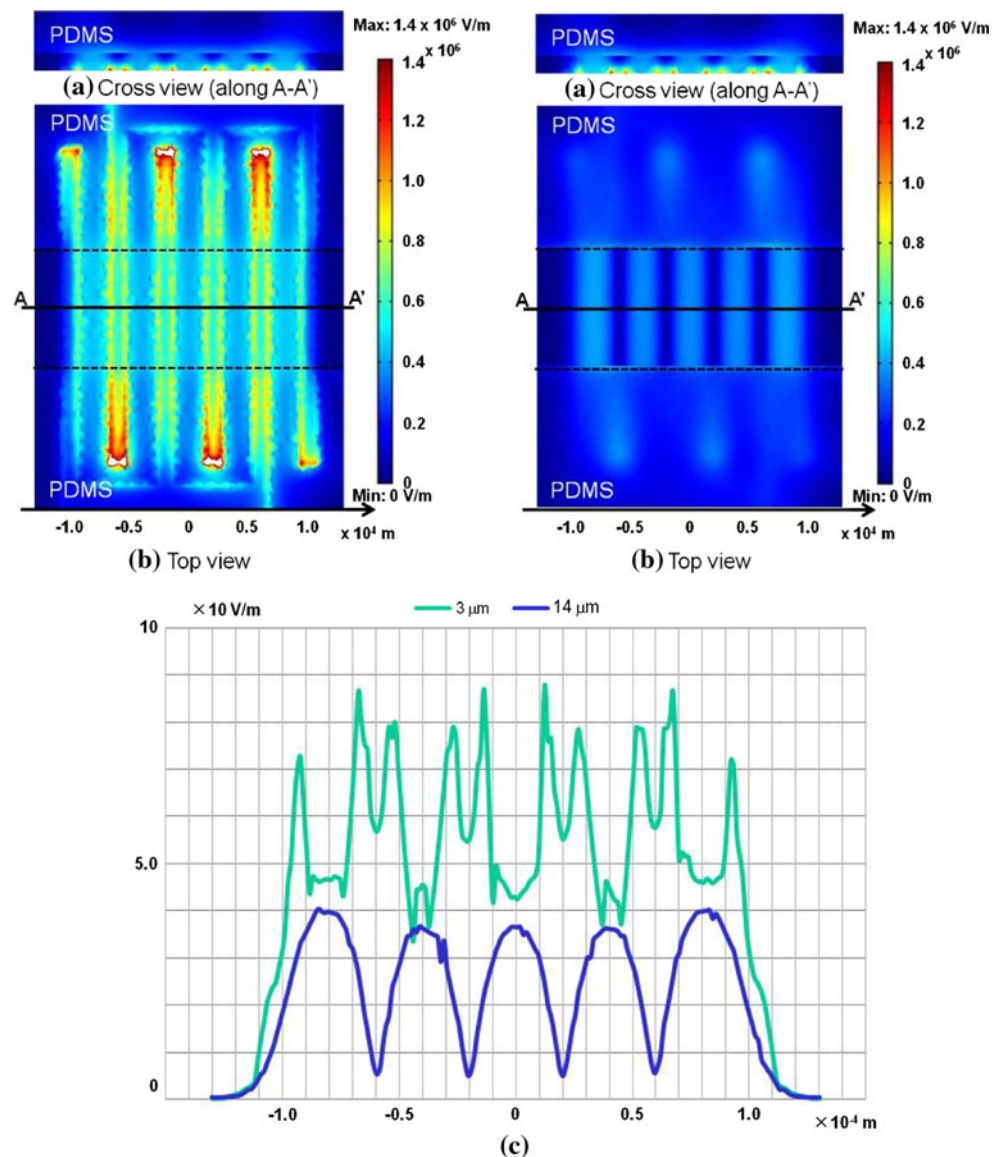 PDMS
Max: 1.4 x 10⁶ V/m
x 10⁶
1.4
(a) Cross view (along A-A')
PDMS
1.2
1.0
0.8
A
A'
0.6
0.4
0.2
0
PDMS
Min: 0 V/m
-1.0 -0.5 0 0.5 1.0
x 10⁴ m
(b) Top view
PDMS
Max: 1.4 x 10⁶ V/m
x 10⁶
1.4
(a) Cross view (along A-A')
PDMS
1.2
1.0
0.8
A
A'
0.6
0.4
0.2
0
PDMS
Min: 0 V/m
-1.0 -0.5 0 0.5 1.0
x 10⁴ m
(b) Top view
×10 V/m
3 μm 14 μm
10
5.0
0
-1.0 -0.5 0 0.5 1.0
×10⁻⁴ m
(c)